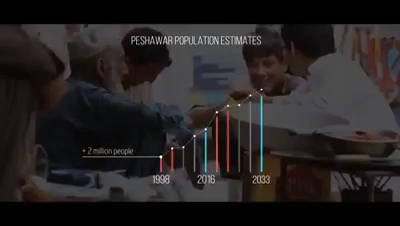 PESHAWAR POPULATION ESTIMATES
+ 2 million people
1998 2016 2033